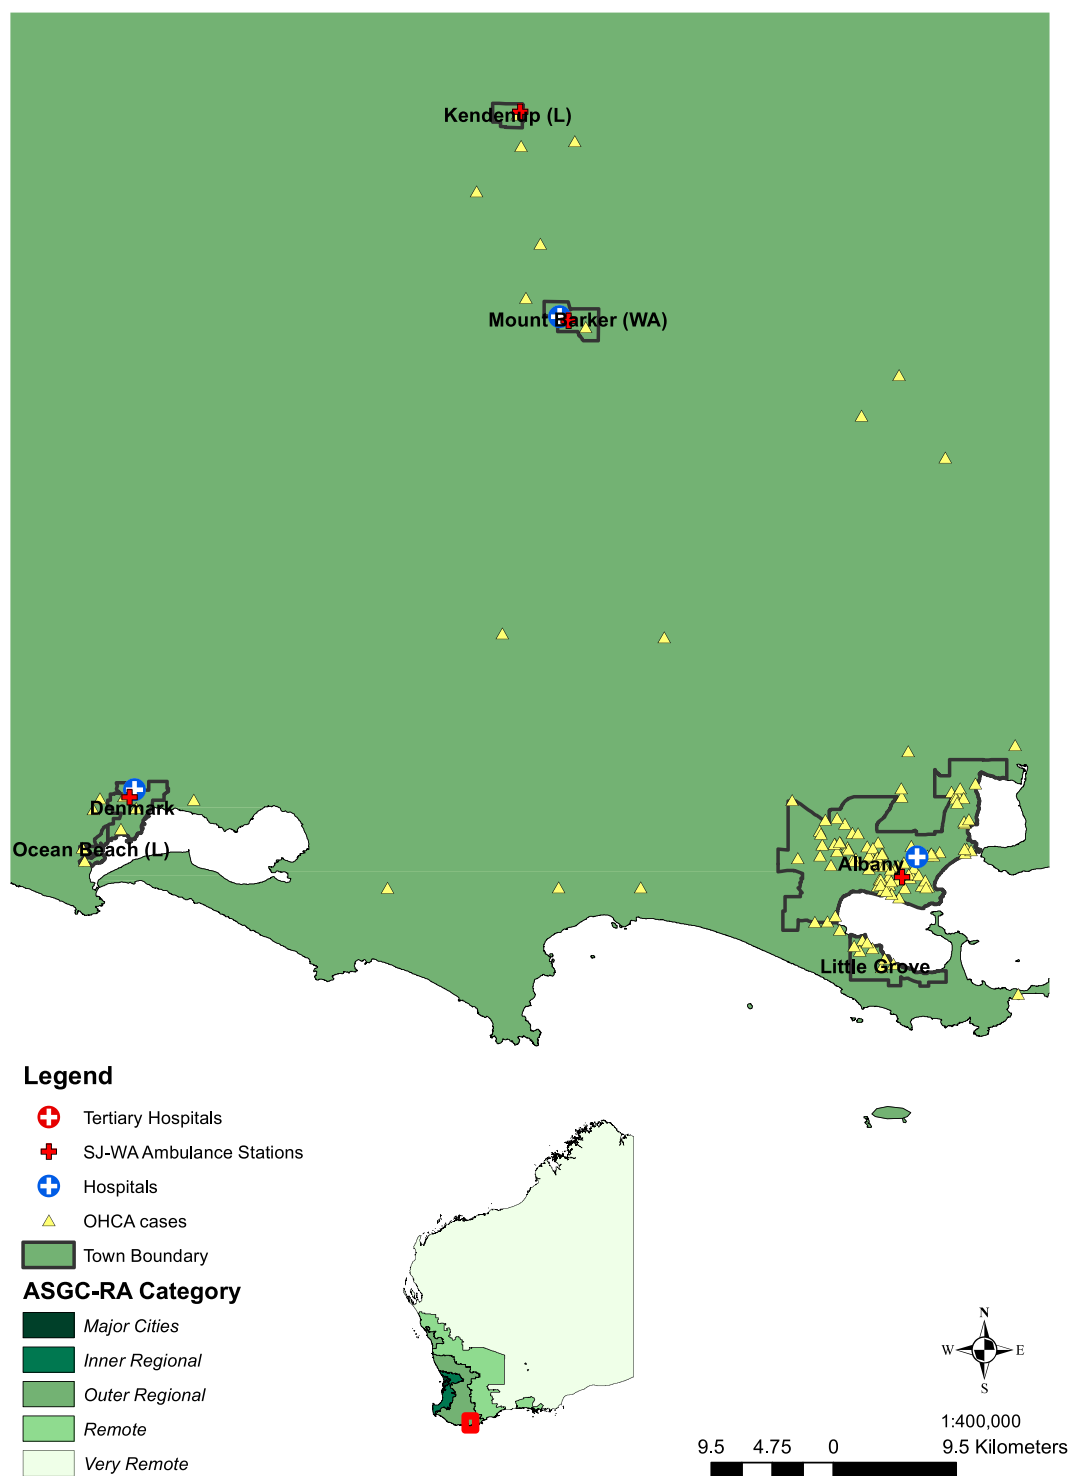 Kendenup (L)
Mount Barker (WA)
Denmark
Ocean Beach (L)
Albany
Little Grove
Legend
Tertiary Hospitals
SJ-WA Ambulance Stations
Hospitals
OHCA cases
Town Boundary
ASGC-RA Category
Major Cities
Inner Regional
Outer Regional
Remote
Very Remote
N
W E
S
1:400,000
9.5 4.75 0 9.5 Kilometers